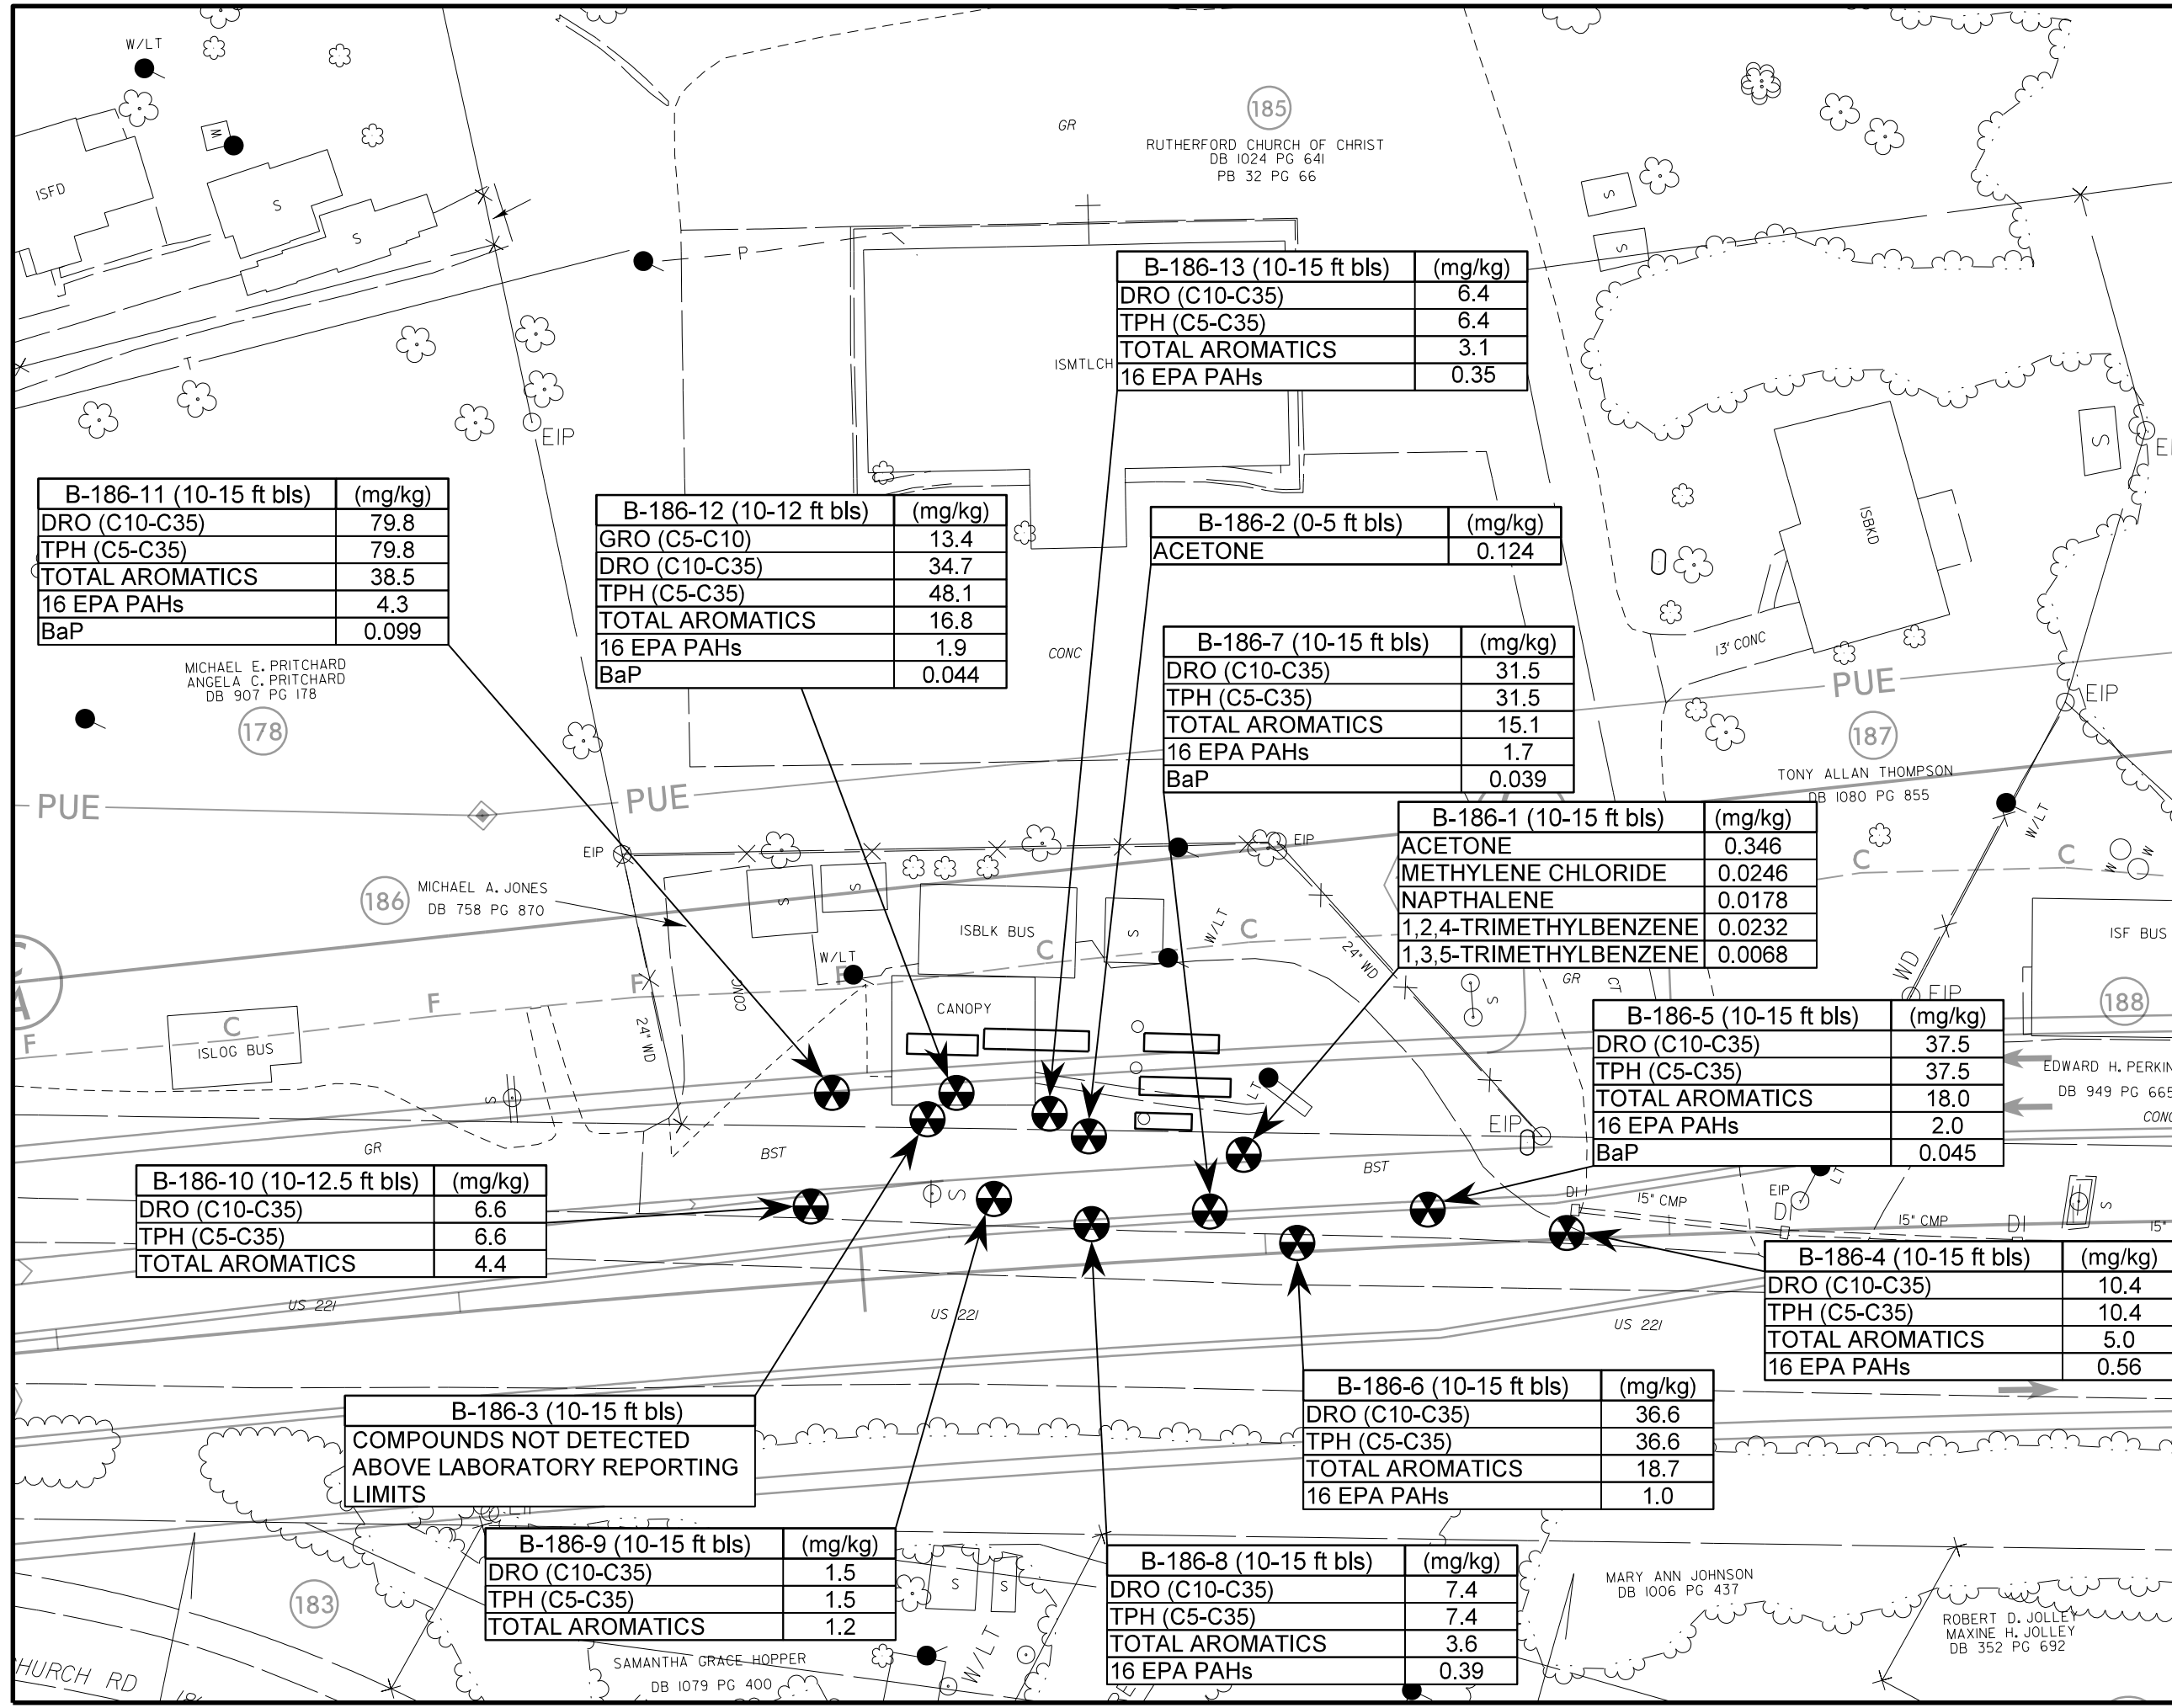 W/LT
185
GR
RUTHERFORD CHURCH OF CHRIST
DB 1024 PG 641
PB 32 PG 66
M
1SFD
S
S
S
S
P
T
EIP
1SMTLCH
B-186-13 (10-15 ft bls) (mg/kg)
DRO (C10-C35) 6.4
TPH (C5-C35) 6.4
TOTAL AROMATICS 3.1
16 EPA PAHs 0.35
S
B-186-11 (10-15 ft bls) (mg/kg)
DRO (C10-C35) 79.8
TPH (C5-C35) 79.8
TOTAL AROMATICS 38.5
16 EPA PAHs 4.3
BaP 0.099
B-186-12 (10-12 ft bls) (mg/kg)
GRO (C5-C10) 13.4
DRO (C10-C35) 34.7
TPH (C5-C35) 48.1
TOTAL AROMATICS 16.8
16 EPA PAHs 1.9
BaP 0.044
B-186-2 (0-5 ft bls) (mg/kg)
ACETONE 0.124
1SBKD
13' CONC
CONC
B-186-7 (10-15 ft bls) (mg/kg)
DRO (C10-C35) 31.5
TPH (C5-C35) 31.5
TOTAL AROMATICS 15.1
16 EPA PAHs 1.7
BaP 0.039
MICHAEL E. PRITCHARD
ANGELA C. PRITCHARD
DB 907 PG 178
178
PUE
EIP
187
TONY ALLAN THOMPSON
DB 1080 PG 855
PUE
PUE
W/LT
B-186-1 (10-15 ft bls) (mg/kg)
ACETONE 0.346
METHYLENE CHLORIDE 0.0246
NAPTHALENE 0.0178
1,2,4-TRIMETHYLBENZENE 0.0232
1,3,5-TRIMETHYLBENZENE 0.0068
EIP
EIP
C
C
W
W
186
MICHAEL A. JONES
DB 758 PG 870
S
S
1SBLK BUS
C
S
W/LT
C
24" WD
1SF BUS
W/LT
F
F
F
F
CONC
CANOPY
S
GR
CT
WD
EIP
188
C
1SLOG BUS
24" WD
S
LT
B-186-5 (10-15 ft bls) (mg/kg)
DRO (C10-C35) 37.5
TPH (C5-C35) 37.5
TOTAL AROMATICS 18.0
16 EPA PAHs 2.0
BaP 0.045
EDWARD H. PERKIN
DB 949 PG 665
CONC
EIP
GR
BST
BST
B-186-10 (10-12.5 ft bls) (mg/kg)
DRO (C10-C35) 6.6
TPH (C5-C35) 6.6
TOTAL AROMATICS 4.4
S
DI
15" CMP
EIP
DI
LT
15" CMP
DI
S
15"
B-186-4 (10-15 ft bls) (mg/kg)
DRO (C10-C35) 10.4
TPH (C5-C35) 10.4
TOTAL AROMATICS 5.0
16 EPA PAHs 0.56
US 221
US 221
US 221
B-186-3 (10-15 ft bls)
COMPOUNDS NOT DETECTED
ABOVE LABORATORY REPORTING
LIMITS
B-186-6 (10-15 ft bls) (mg/kg)
DRO (C10-C35) 36.6
TPH (C5-C35) 36.6
TOTAL AROMATICS 18.7
16 EPA PAHs 1.0
B-186-9 (10-15 ft bls) (mg/kg)
DRO (C10-C35) 1.5
TPH (C5-C35) 1.5
TOTAL AROMATICS 1.2
B-186-8 (10-15 ft bls) (mg/kg)
DRO (C10-C35) 7.4
TPH (C5-C35) 7.4
TOTAL AROMATICS 3.6
16 EPA PAHs 0.39
183
S
S
MARY ANN JOHNSON
DB 1006 PG 437
ROBERT D. JOLLEY
MAXINE H. JOLLEY
DB 352 PG 692
SAMANTHA GRACE HOPPER
DB 1079 PG 400
W/LT
HURCH RD